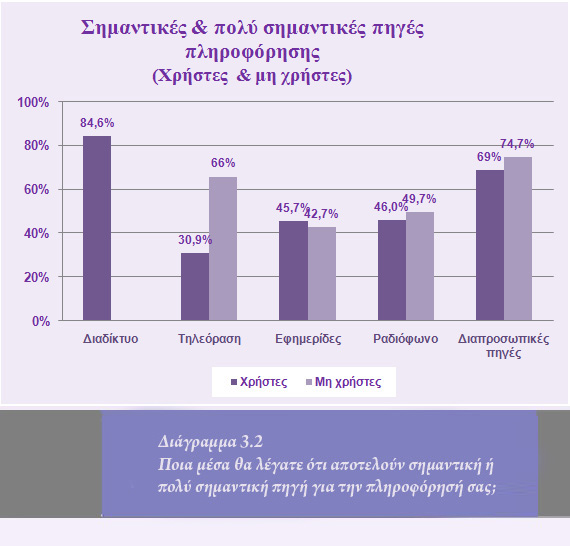 Σημαντικές & πολύ σημαντικές πηγές
πληροφόρησης
(Χρήστες & μη χρήστες)
100%
80%
60%
40%
20%
0%
84,6%
30,9%
66%
45,7%
42,7%
46,0%
49,7%
69%
74,7%
Διαδίκτυο
Τηλεόραση
Εφημερίδες
Ραδιόφωνο
Διαπροσωπικές
πηγές
Χρήστες
Μη χρήστες
Διάγραμμα 3.2
Ποια μέσα θα λέγατε ότι αποτελούν σημαντική ή
πολύ σημαντική πηγή για την πληροφόρησή σας;